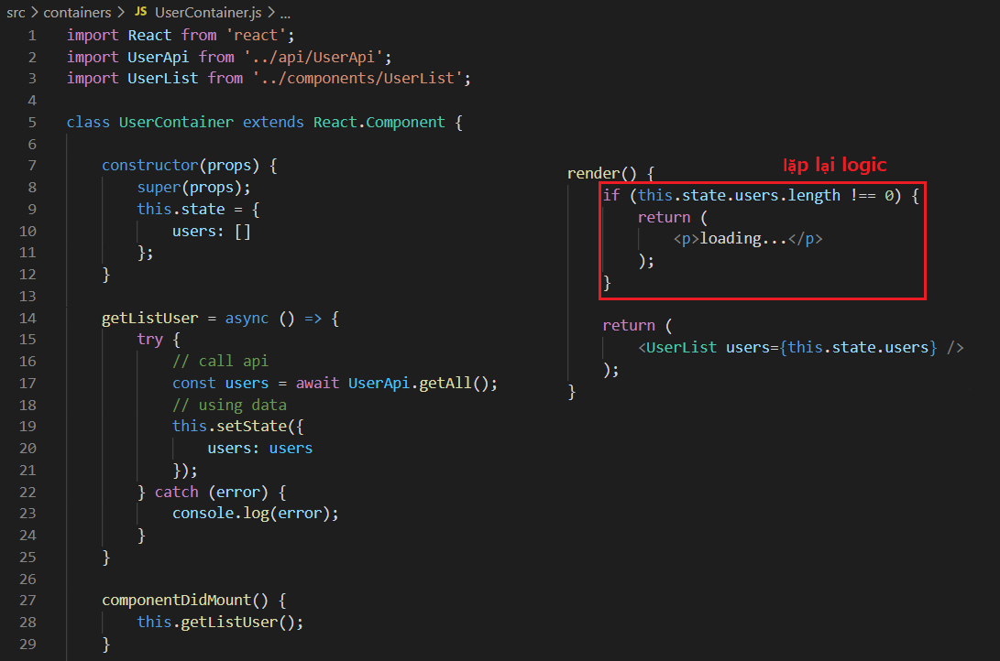 src > containers > JS UserContainer.js > ...
1 import React from 'react';
2 import UserApi from '../api/UserApi';
3 import UserList from '../components/UserList';
4
5 class UserContainer extends React.Component {
6
7 constructor(props) {
8 super(props);
9 this.state = {
10 users: []
11 };
12 }
13
14 getListUser = async () => {
15 try {
16 // call api
17 const users = await UserApi.getAll();
18 // using data
19 this.setState({
20 users: users
21 });
22 } catch (error) {
23 console.log(error);
24 }
25 }
26
27 componentDidMount() {
28 this.getListUser();
29 }
lặp lại logic
render() {
if (this.state.users.length !== 0) {
return (
<p>loading...</p>
);
}
return (
<UserList users={this.state.users} />
);
}